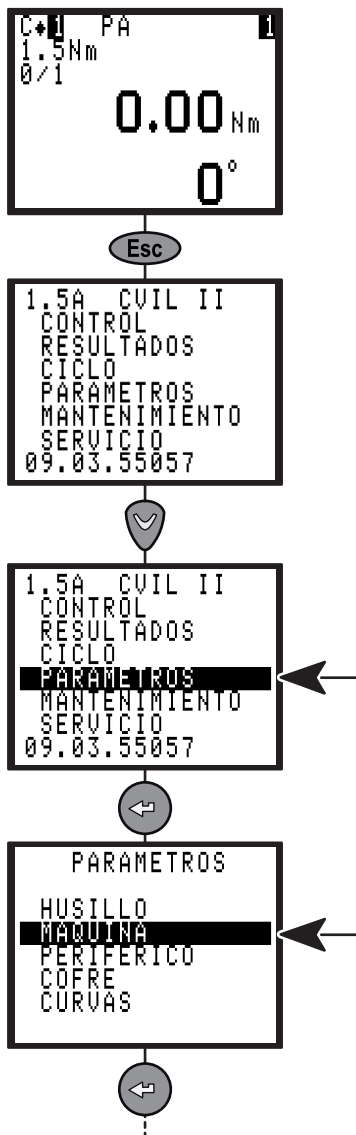 C♦1 PA 1
1.5Nm
0/1
0.00 Nm
0°
Esc
1.5A CVIL II
CONTROL
RESULTADOS
CICLO
PARAMETROS
MANTENIMIENTO
SERVICIO
09.03.55057
1.5A CVIL II
CONTROL
RESULTADOS
CICLO
PARAMETROS
MANTENIMIENTO
SERVICIO
09.03.55057
PARAMETROS
HUSILLO
MAQUINA
PERIFERICO
COFRE
CURVAS